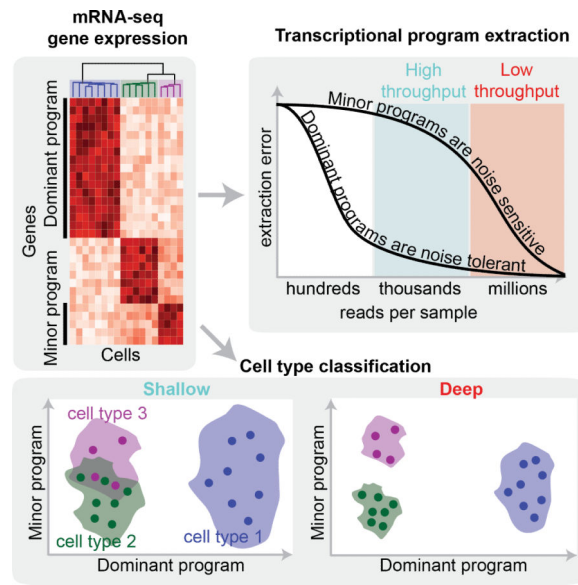 mRNA-seq
gene expression
Dominant program
Genes
Minor program
Cells
Transcriptional program extraction
High
throughput
Low
throughput
Minor programs are noise sensitive
Dominant programs are noise tolerant
extraction error
hundreds thousands millions
reads per sample
Cell type classification
Shallow
cell type 3
cell type 2
cell type 1
Minor program
Dominant program
Deep
Minor program
Dominant program